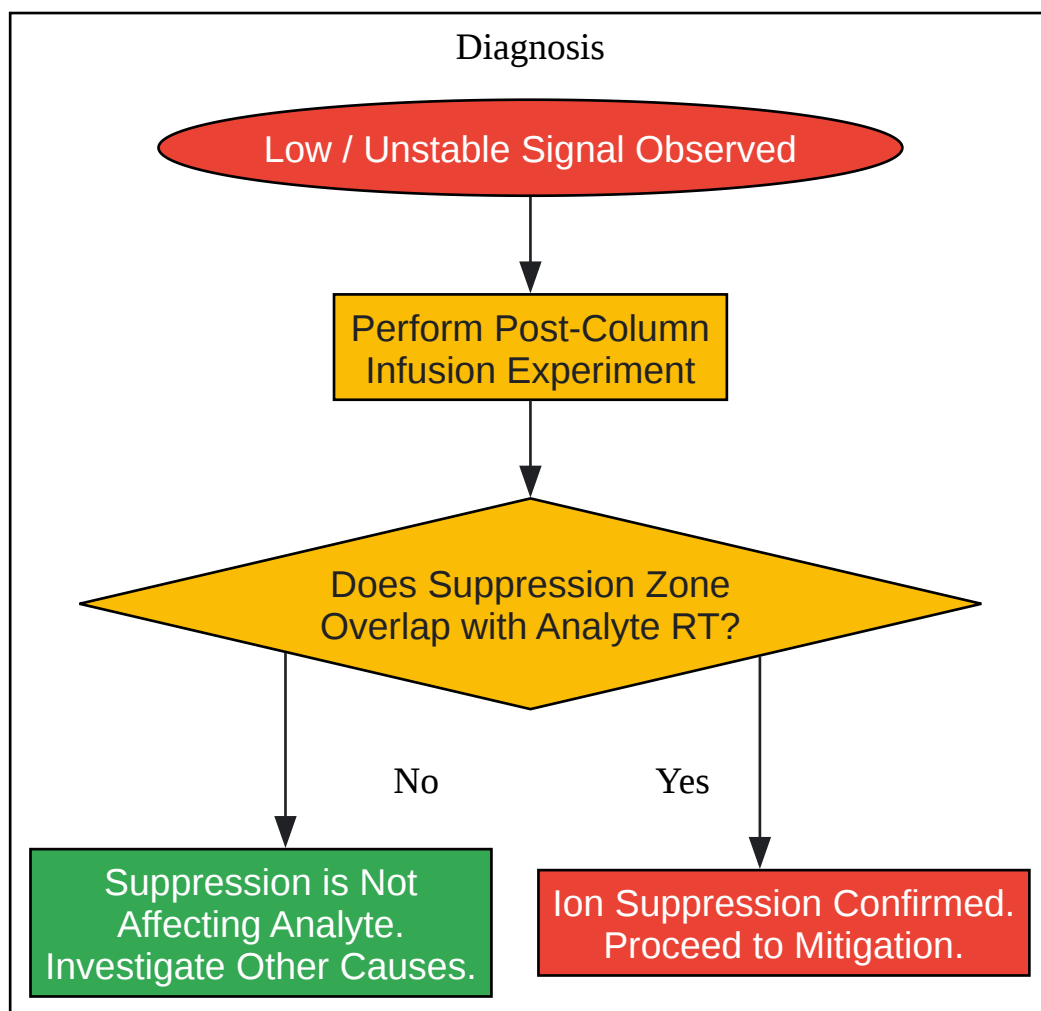 Diagnosis
Low / Unstable Signal Observed
Perform Post-Column
Infusion Experiment
Does Suppression Zone
Overlap with Analyte RT?
No
Yes
Suppression is Not
Affecting Analyte.
Investigate Other Causes.
Ion Suppression Confirmed.
Proceed to Mitigation.